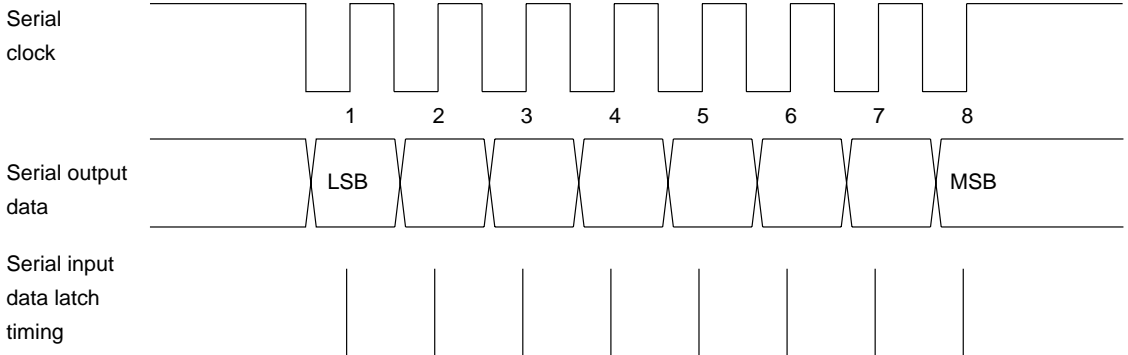 Serial
clock
1 2 3 4 5 6 7 8
Serial output
data
LSB
MSB
Serial input
data latch
timing